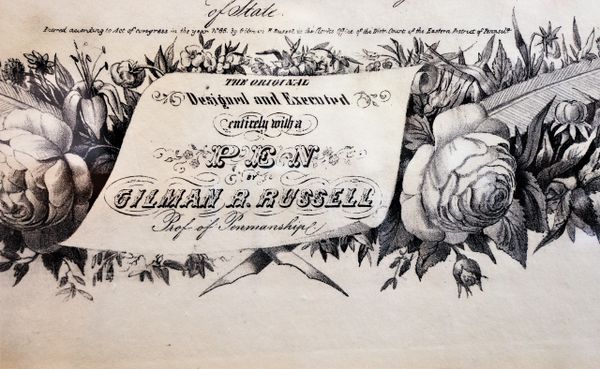 of State.
Entered according to Act of Congress in the year 1856, by Gilman R. Russell in the Clerks Office of the Dist. Court of the Eastern District of Pennsylva
THE ORIGINAL
Designed and Executed
entirely with a
PEN
BY
GILMAN R. RUSSELL
Prof. of Penmanship